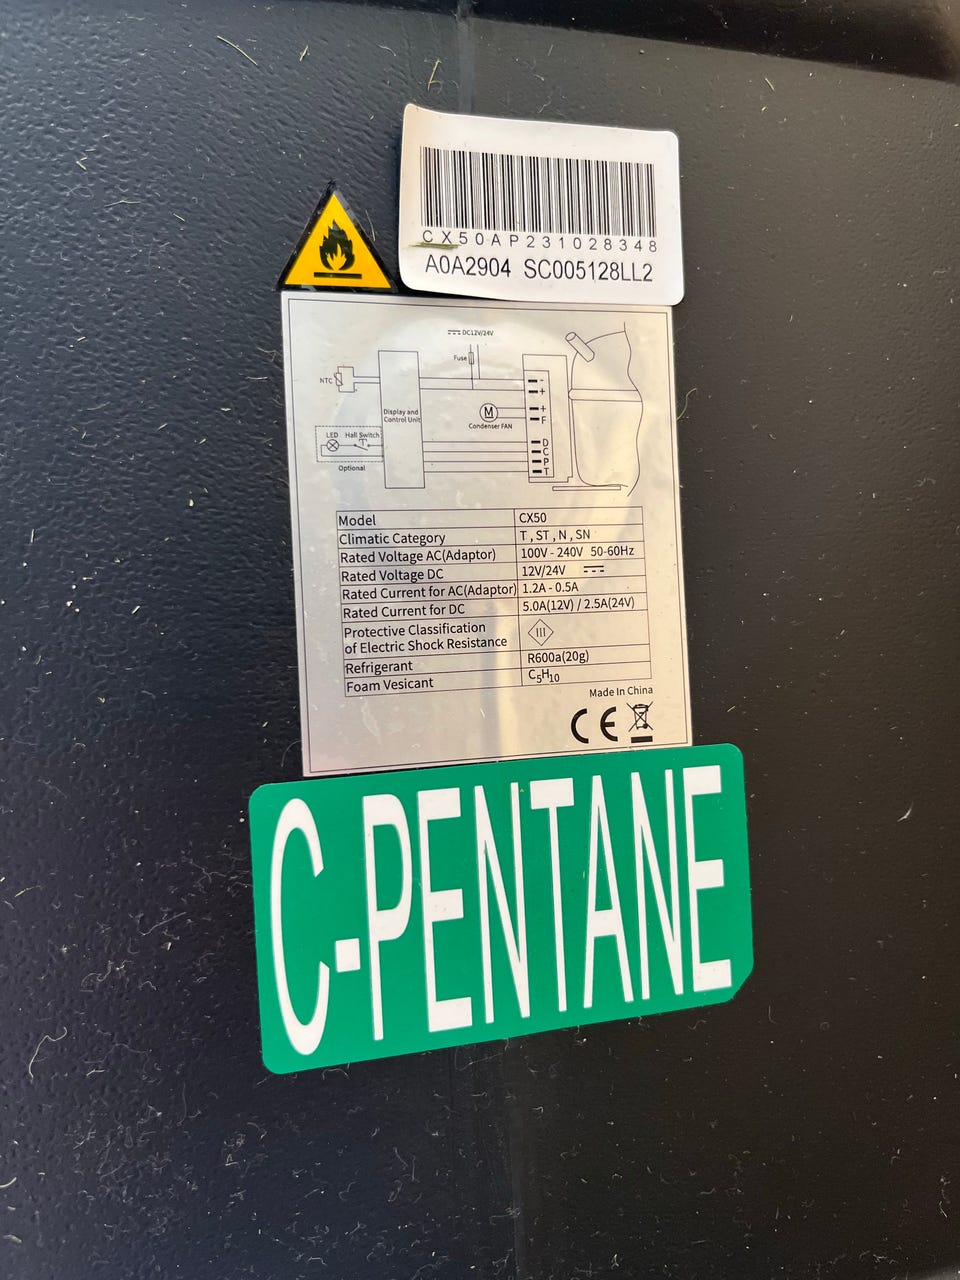 CX50AP231028348
A0A2904 SC005128LL2
DC12V/24V
Fuse
NTC
Display and
Control Unit
M
Condenser FAN
LED Hall Switch
Optional
-
+
+
F
D
C
P
T
Model CX50
Climatic Category T , ST , N , SN
Rated Voltage AC(Adaptor) 100V - 240V 50-60Hz
Rated Voltage DC 12V/24V
Rated Current for AC(Adaptor) 1.2A - 0.5A
Rated Current for DC 5.0A(12V) / 2.5A(24V)
Protective Classification
of Electric Shock Resistance III
Refrigerant R600a(20g)
Foam Vesicant C5H10
Made In China
CE
C-PENTANE